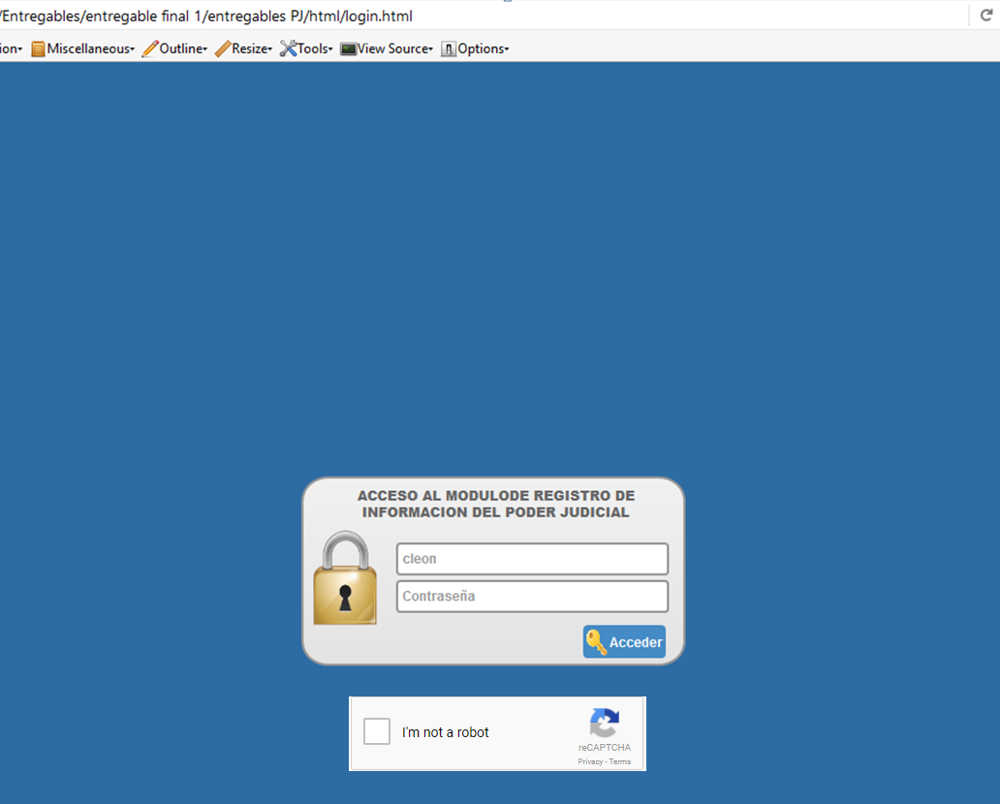 /Entregables/entregable final 1/entregables PJ/html/login.html
ion Miscellaneous Outline Resize Tools View Source Options
ACCESO AL MODULODE REGISTRO DE
INFORMACION DEL PODER JUDICIAL
cleon
Contraseña
Acceder
I'm not a robot
reCAPTCHA
Privacy - Terms